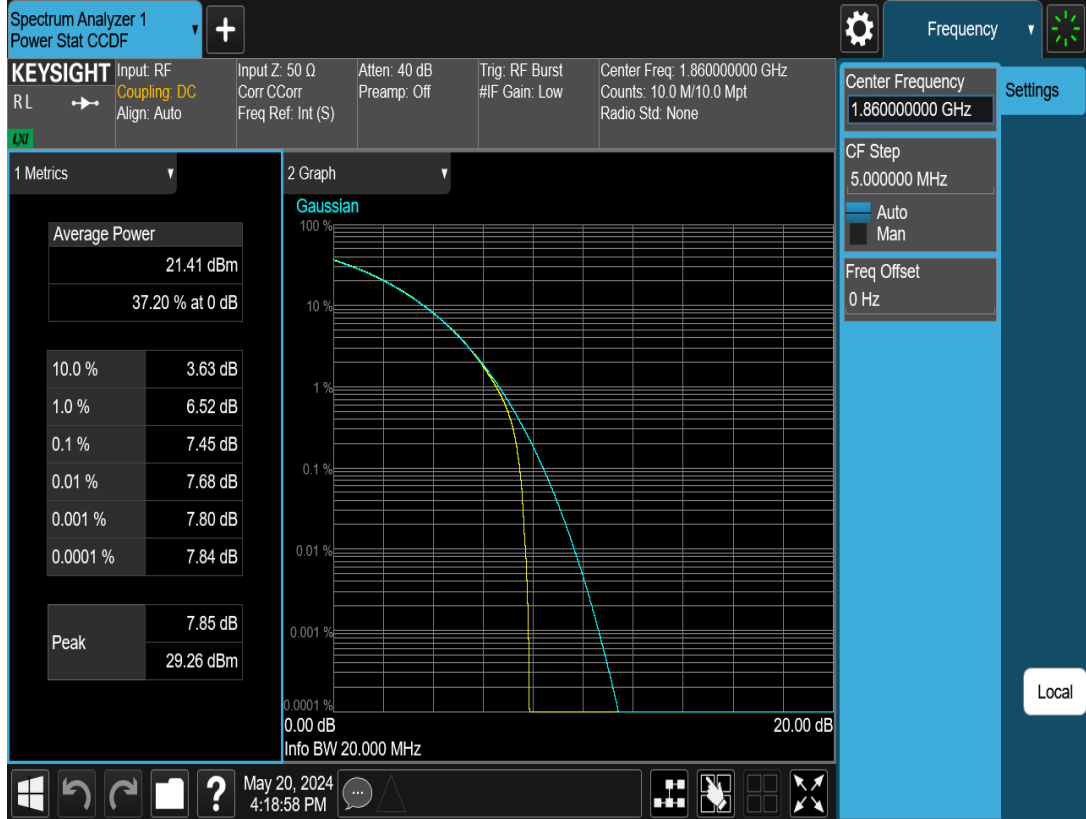 Spectrum Analyzer 1
Power Stat CCDF
▼
+
Frequency ▼
KEYSIGHT
RL
LXI
Input: RF
Coupling: DC
Align: Auto
Input Z: 50 Ω
Corr CCorr
Freq Ref: Int (S)
Atten: 40 dB
Preamp: Off
Trig: RF Burst
#IF Gain: Low
Center Freq: 1.860000000 GHz
Counts: 10.0 M/10.0 Mpt
Radio Std: None
Center Frequency
1.860000000 GHz
Settings
CF Step
5.000000 MHz
Auto
Man
Freq Offset
0 Hz
Local
1 Metrics ▼
Average Power
21.41 dBm
37.20 % at 0 dB
10.0 % 3.63 dB
1.0 % 6.52 dB
0.1 % 7.45 dB
0.01 % 7.68 dB
0.001 % 7.80 dB
0.0001 % 7.84 dB
Peak
7.85 dB
29.26 dBm
2 Graph ▼
Gaussian
100 %
10 %
1 %
0.1 %
0.01 %
0.001 %
0.0001 %
0.00 dB 20.00 dB
Info BW 20.000 MHz
?
May 20, 2024
4:18:58 PM